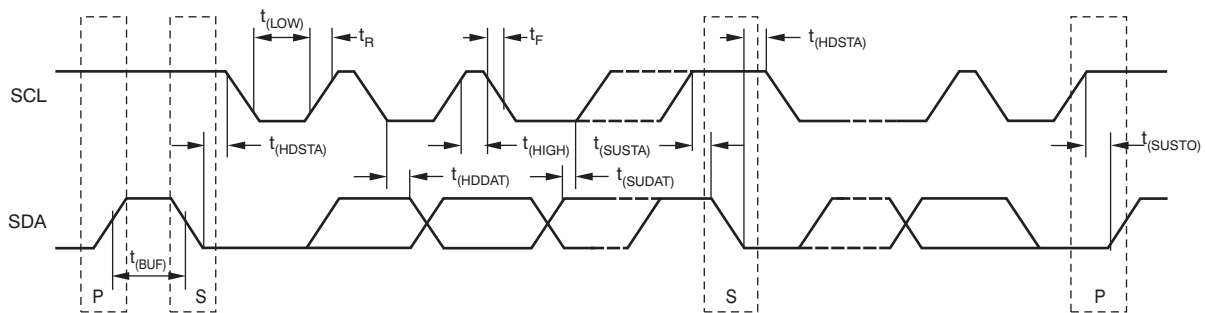 t(LOW)
tR
tF
t(HDSTA)
SCL
t(HDSTA)
t(HIGH)
t(SUSTA)
t(SUSTO)
t(HDDAT)
t(SUDAT)
SDA
t(BUF)
P
S
S
P